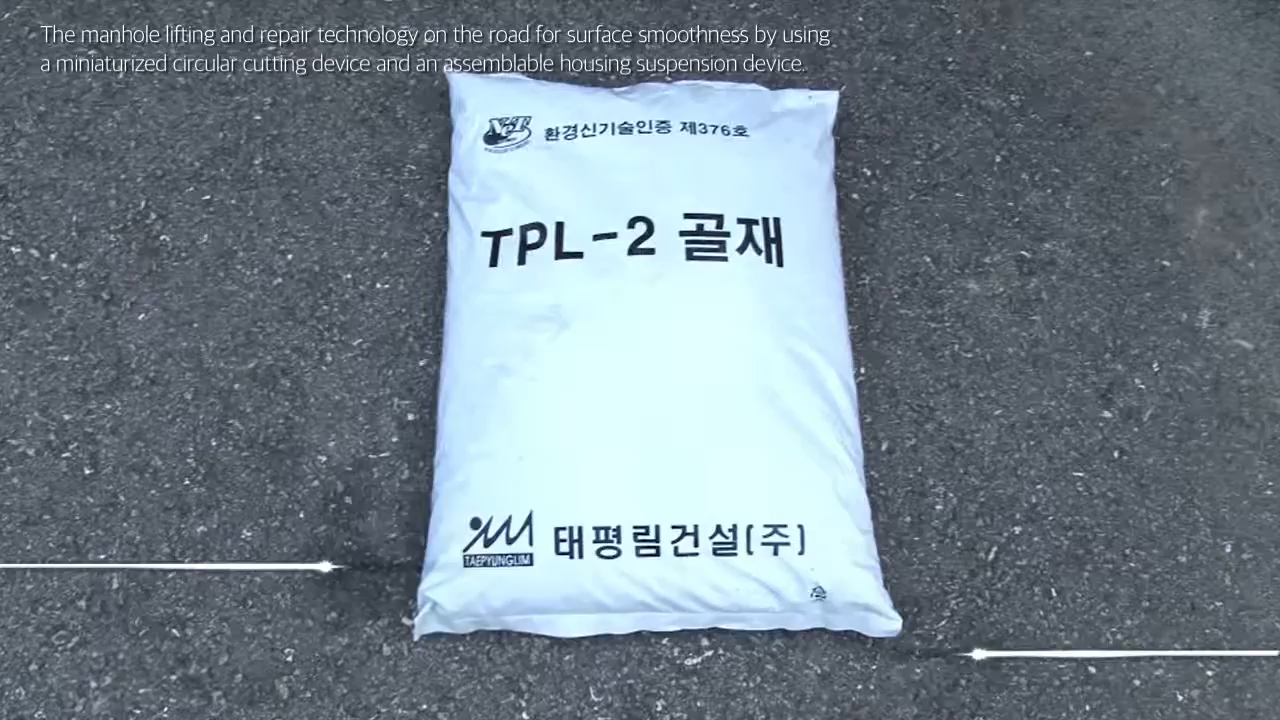 The manhole lifting and repair technology on the road for surface smoothness by using
a miniaturized circular cutting device and an assemblable housing suspension device.
NeT 환경신기술인증 제376호
TPL-2 골재
TAEPYUNGLIM 태평림건설(주)